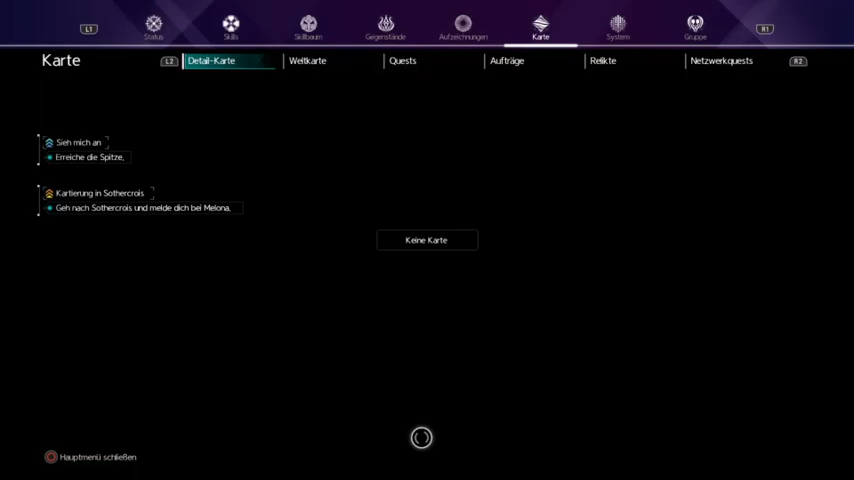 L1 Status Skills Skillbaum Gegenstände Aufzeichnungen Karte System Gruppe R1
Karte L2 Detail-Karte Weltkarte Quests Aufträge Relikte Netzwerkquests R2
Sieh mich an
Erreiche die Spitze.
Kartierung in Sothercrois
Geh nach Sothercrois und melde dich bei Melona.
Keine Karte
Hauptmenü schließen